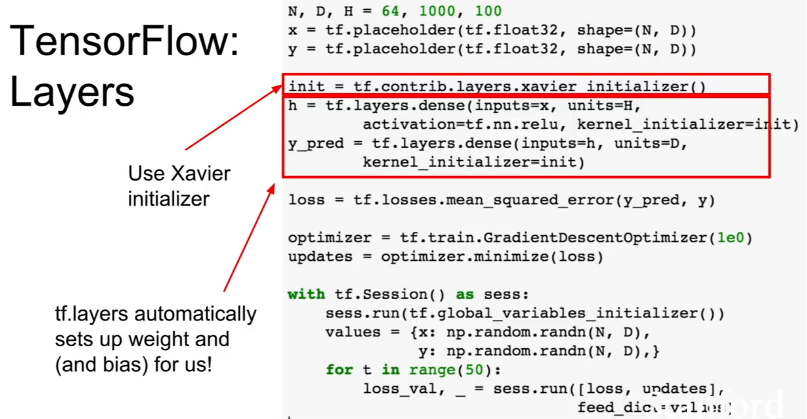 TensorFlow:
Layers
Use Xavier
initializer
tf.layers automatically
sets up weight and
(and bias) for us!
N, D, H = 64, 1000, 100
x = tf.placeholder(tf.float32, shape=(N, D))
y = tf.placeholder(tf.float32, shape=(N, D))
init = tf.contrib.layers.xavier_initializer()
h = tf.layers.dense(inputs=x, units=H,
activation=tf.nn.relu, kernel_initializer=init)
y_pred = tf.layers.dense(inputs=h, units=D,
kernel_initializer=init)
loss = tf.losses.mean_squared_error(y_pred, y)
optimizer = tf.train.GradientDescentOptimizer(1e0)
updates = optimizer.minimize(loss)
with tf.Session() as sess:
sess.run(tf.global_variables_initializer())
values = {x: np.random.randn(N, D),
y: np.random.randn(N, D),}
for t in range(50):
loss_val, _ = sess.run([loss, updates],
feed_dict=values)